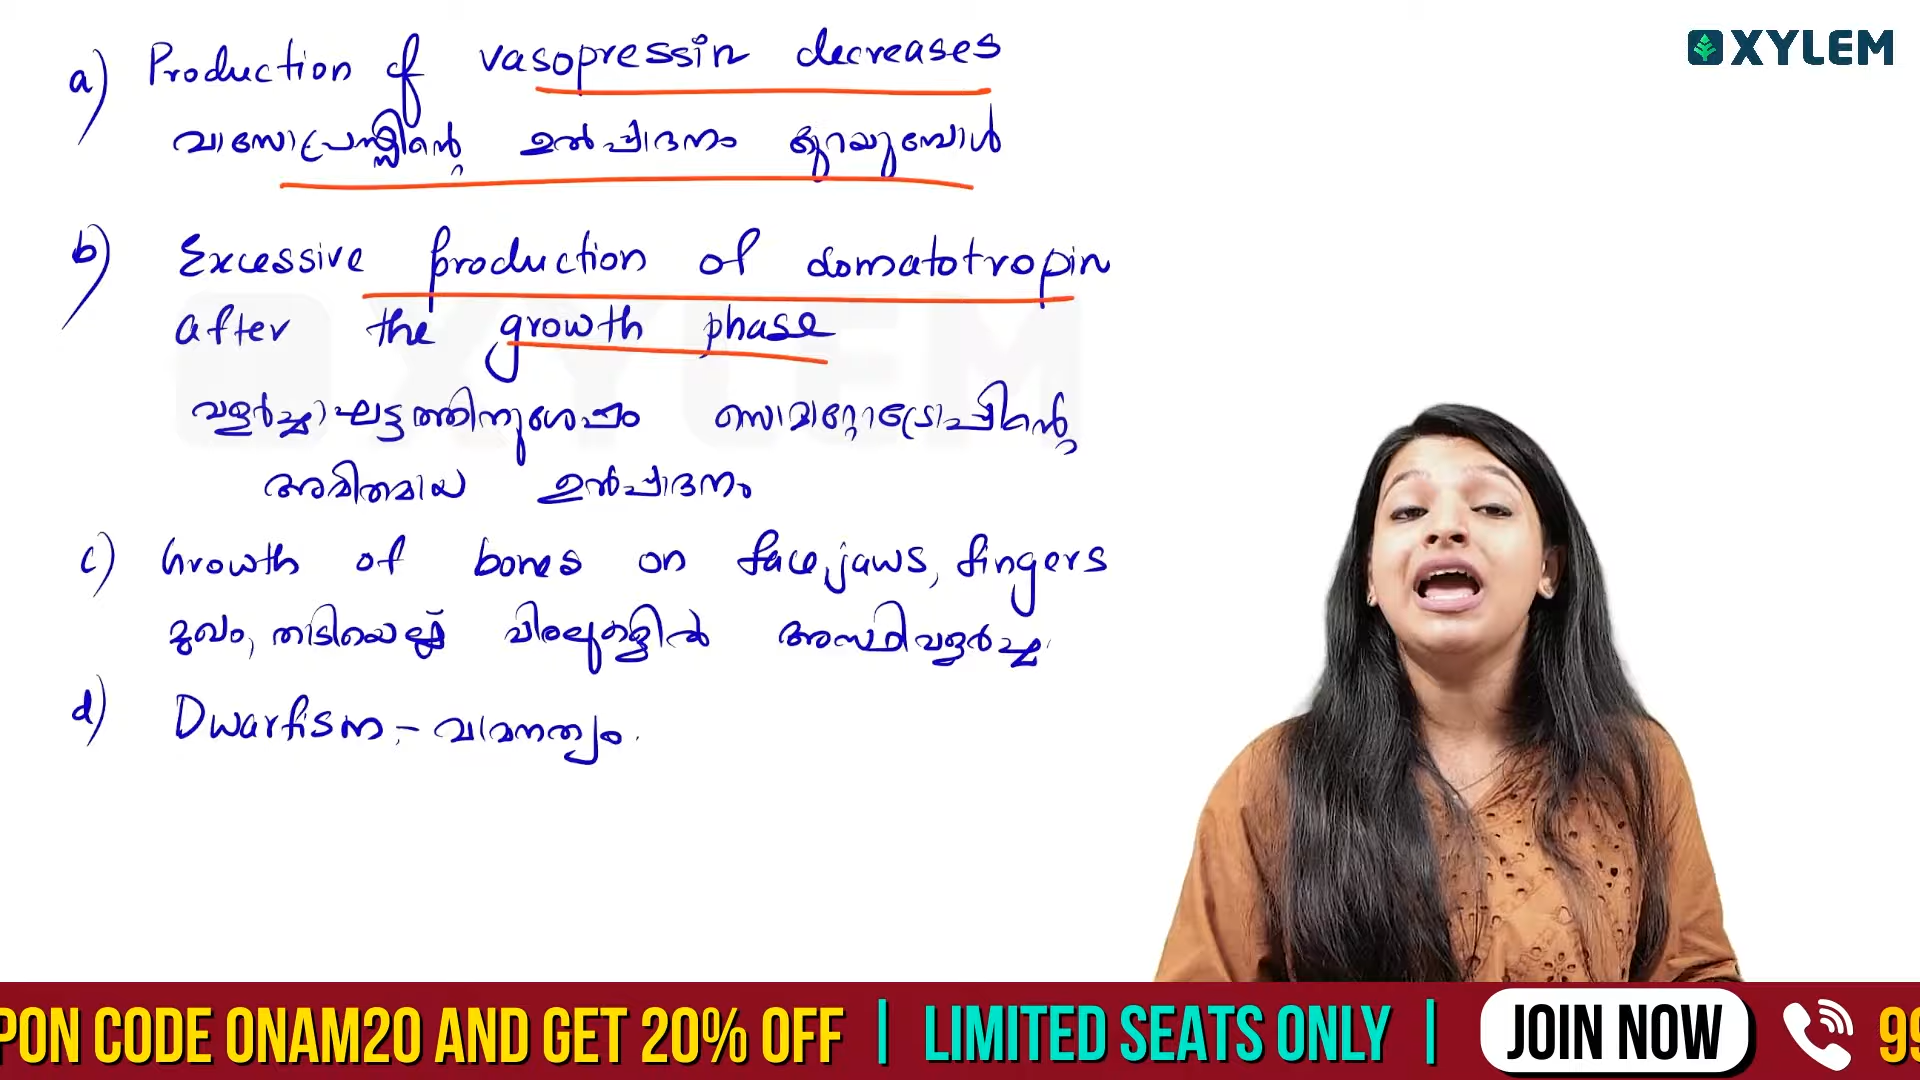 a) Production of vasopressin decreases
വാസോപ്രസ്സിന്റെ ഉൽപ്പാദനം കുറയുമ്പോൾ
b) Excessive production of somatotropin
after the growth phase
വളർച്ചാഘട്ടത്തിനുശേഷം സൊമാറ്റോട്രോപ്പിന്റെ
അമിതമായ ഉൽപ്പാദനം
c) Growth of bones on face, jaws, fingers
മുഖം, താടിയെല്ല് വിരലുകളിൽ അസ്ഥിവളർച്ച
d) Dwarfism - വാമനത്വം.
XYLEM
XYLEM
PON CODE ONAM20 AND GET 20% OFF | LIMITED SEATS ONLY | JOIN NOW 99